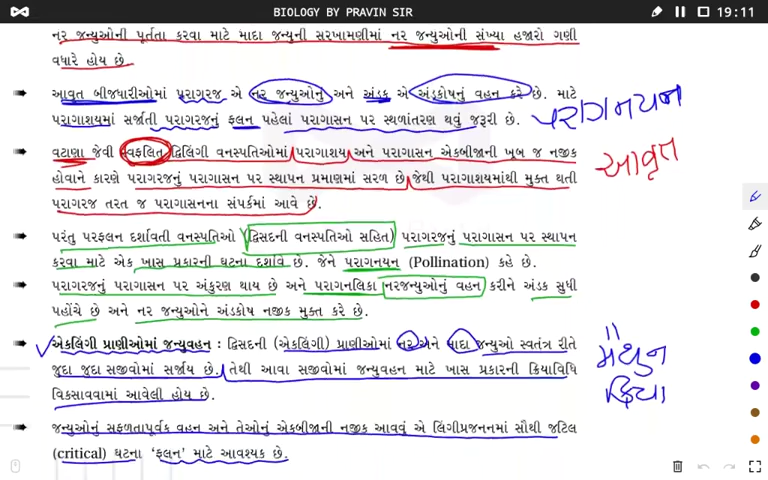 BIOLOGY BY PRAVIN SIR
19:11
નર જન્યુઓની પૂર્તતા કરવા માટે માદા જન્યુની સરખામણીમાં નર જન્યુઓની સંખ્યા હજારો ગણી
વધારે હોય છે.
આવૃત બીજધારીઓમાં પરાગરજ એ નર જન્યુઓનું અને અંડક એ અંડકોષનું વહન કરે છે. માટે
પરાગાશયમાં સર્જાતી પરાગરજનું ફલન પહેલાં પરાગાસન પર સ્થળાંતરણ થવું જરૂરી છે.
પરાગનયન
વટાણા જેવી સ્વફલિત દ્વિલિંગી વનસ્પતિઓમાં પરાગાશય અને પરાગાસન એકબીજાની ખૂબ જ નજીક
હોવાને કારણે પરાગરજનું પરાગાસન પર સ્થાપન પ્રમાણમાં સરળ છે જેથી પરાગાશયમાંથી મુક્ત થતી
પરાગરજ તરત જ પરાગાસનના સંપર્કમાં આવે છે.
આવૃત
પરંતુ પરફલન દર્શાવતી વનસ્પતિઓ (દ્વિસદની વનસ્પતિઓ સહિત) પરાગરજનું પરાગાસન પર સ્થાપન
કરવા માટે એક ખાસ પ્રકારની ઘટના દર્શાવે છે. જેને પરાગનયન (Pollination) કહે છે.
પરાગરજનું પરાગાસન પર અંકુરણ થાય છે અને પરાગનલિકા નરજન્યુઓનું વહન કરીને અંડક સુધી
પહોંચે છે અને નર જન્યુઓને અંડકોષ નજીક મુક્ત કરે છે.
એકલિંગી પ્રાણીઓમાં જન્યુવહન : દ્વિસદની (એકલિંગી) પ્રાણીઓમાં નર અને માદા જન્યુઓ સ્વતંત્ર રીતે
જુદા જુદા સજીવોમાં સર્જાય છે. તેથી આવા સજીવોમાં જન્યુવહન માટે ખાસ પ્રકારની ક્રિયાવિધિ
વિકસાવવામાં આવેલી હોય છે.
મૈથુન
ક્રિયા
જન્યુઓનું સફળતાપૂર્વક વહન અને તેઓનું એકબીજાની નજીક આવવું એ લિંગીપ્રજનનમાં સૌથી જટિલ
(critical) ઘટના 'ફલન' માટે આવશ્યક છે.